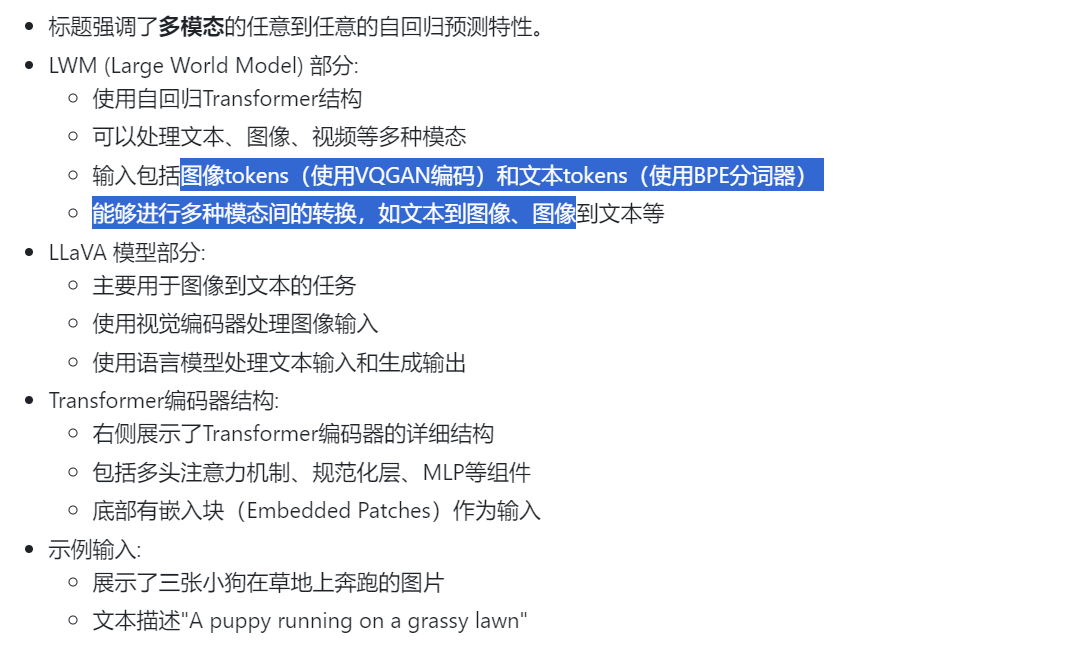 标题强调了多模态的任意到任意的自回归预测特性。
LWM (Large World Model) 部分:
使用自回归Transformer结构
可以处理文本、图像、视频等多种模态
输入包括图像tokens（使用VQGAN编码）和文本tokens（使用BPE分词器）
能够进行多种模态间的转换，如文本到图像、图像到文本等
LLaVA 模型部分:
主要用于图像到文本的任务
使用视觉编码器处理图像输入
使用语言模型处理文本输入和生成输出
Transformer编码器结构:
右侧展示了Transformer编码器的详细结构
包括多头注意力机制、规范化层、MLP等组件
底部有嵌入块（Embedded Patches）作为输入
示例输入:
展示了三张小狗在草地上奔跑的图片
文本描述"A puppy running on a grassy lawn"